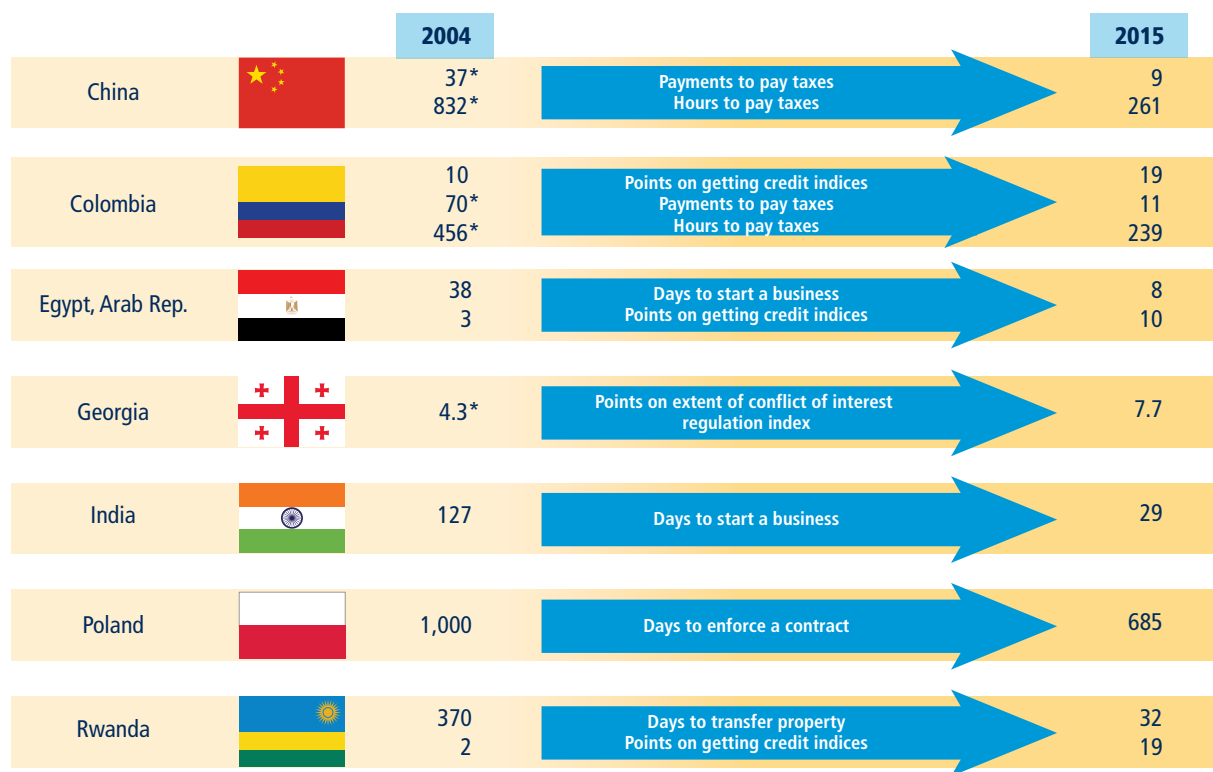 2004 2015
China 37* Payments to pay taxes 9
832* Hours to pay taxes 261
Colombia 10 Points on getting credit indices 19
70* Payments to pay taxes 11
456* Hours to pay taxes 239
Egypt, Arab Rep. 38 Days to start a business 8
3 Points on getting credit indices 10
Georgia 4.3* Points on extent of conflict of interest 7.7
regulation index
India 127 Days to start a business 29
Poland 1,000 Days to enforce a contract 685
Rwanda 370 Days to transfer property 32
2 Points on getting credit indices 19